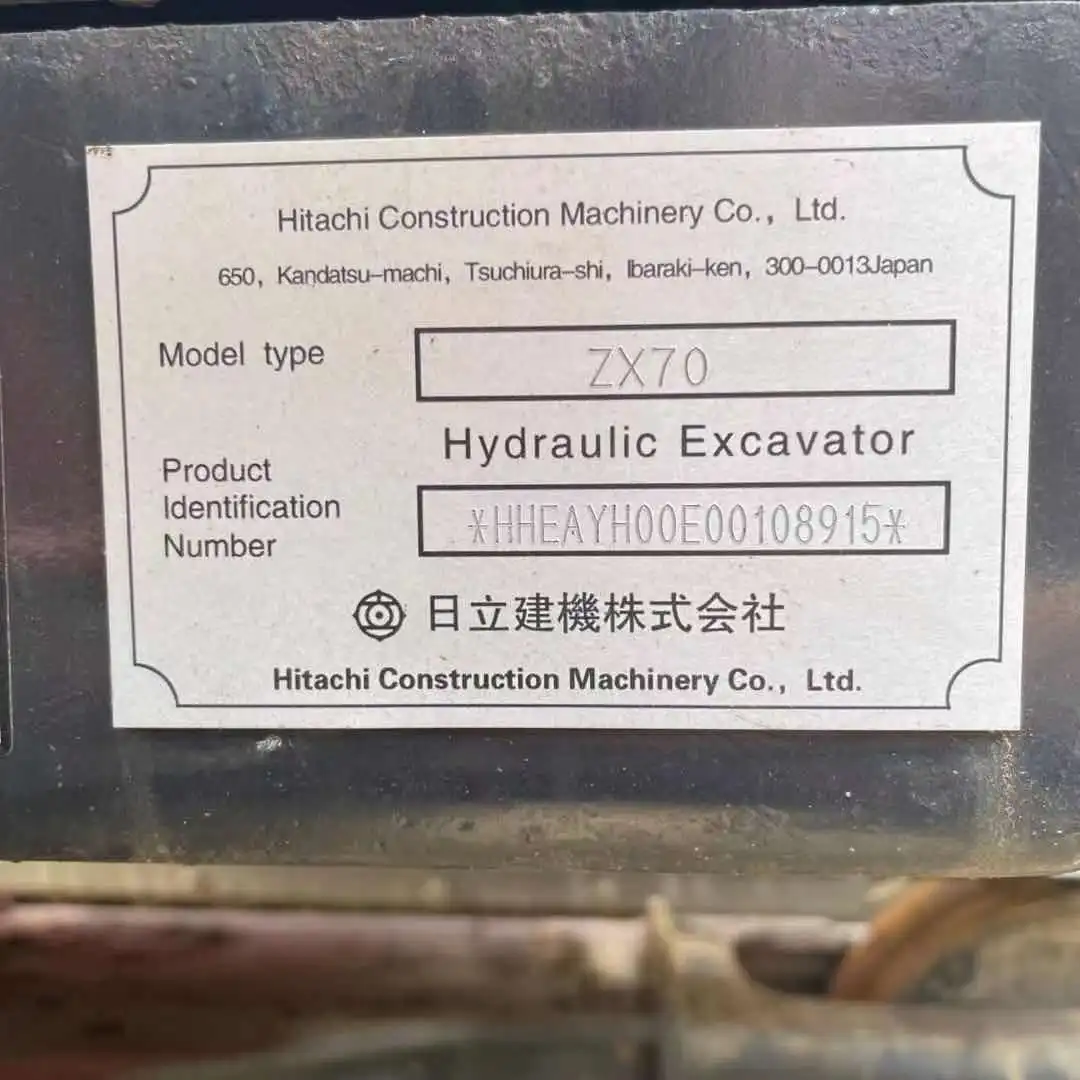 Hitachi Construction Machinery Co., Ltd.
650, Kandatsu-machi, Tsuchiura-shi, Ibaraki-ken, 300-0013Japan
Model type ZX70
Hydraulic Excavator
Product
Identification
Number
*HHEAYH00E00108915*
日立建機株式会社
Hitachi Construction Machinery Co., Ltd.